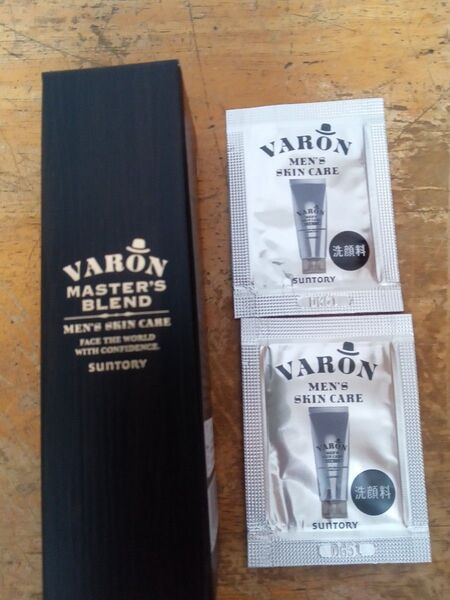 VARON
MASTER'S
BLEND
MEN'S SKIN CARE
FACE THE WORLD
WITH CONFIDENCE.
SUNTORY
VARON
MEN'S
SKIN CARE
洗顔料
SUNTORY
VARON
MEN'S
SKIN CARE
VARON
洗顔料
SUNTORY